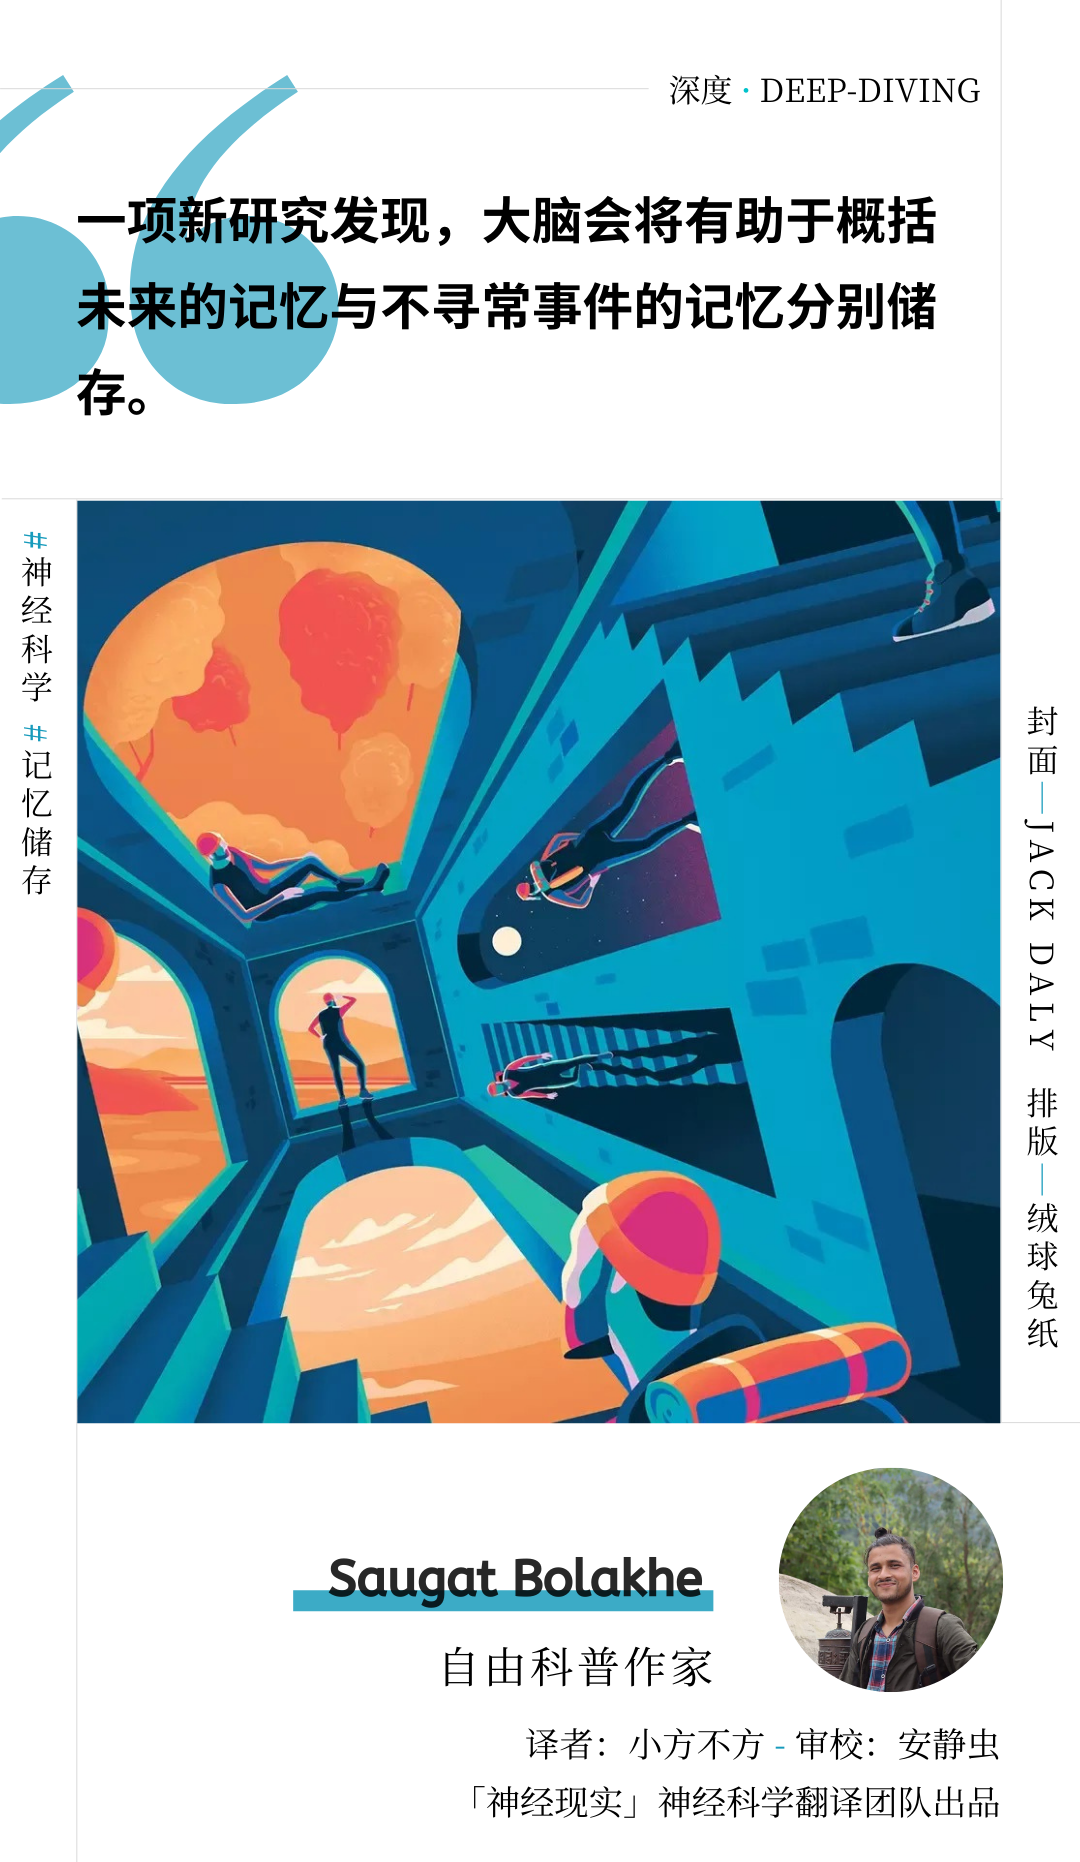 深度·DEEP-DIVING
一项新研究发现，大脑会将有助于概括
未来的记忆与不寻常事件的记忆分别储
存。
#神经科学 #记忆储存
封面—JACK DALY 排版—绒球兔纸
Saugat Bolakhe
自由科普作家
译者：小方不方 - 审校：安静虫
「神经现实」神经科学翻译团队出品